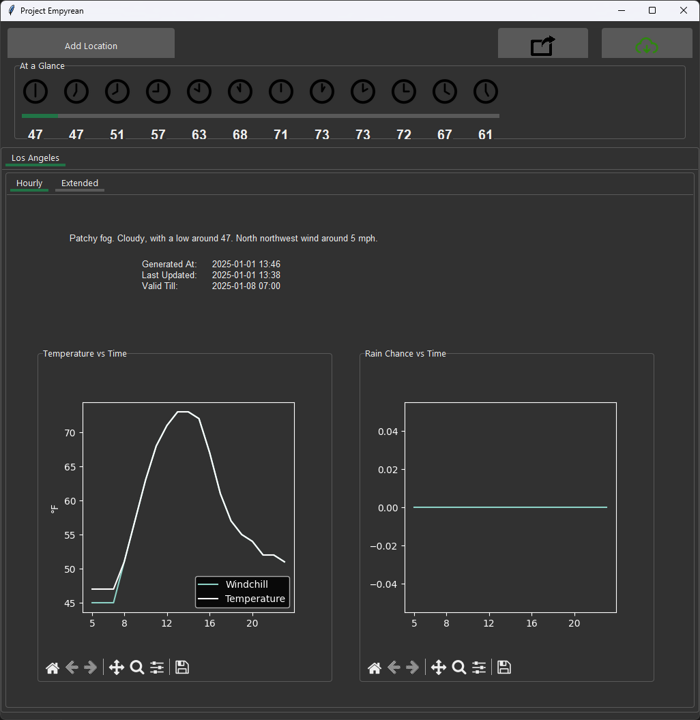 Project Empyrean
Add Location
At a Glance
47 47 51 57 63 68 71 73 73 72 67 61
Los Angeles
Hourly Extended
Patchy fog. Cloudy, with a low around 47. North northwest wind around 5 mph.
Generated At: 2025-01-01 13:46
Last Updated: 2025-01-01 13:38
Valid Till: 2025-01-08 07:00
Temperature vs Time
70
65
60
55
50
45
°F
Windchill
Temperature
5 8 12 16 20
Rain Chance vs Time
0.04
0.02
0.00
−0.02
−0.04
5 8 12 16 20